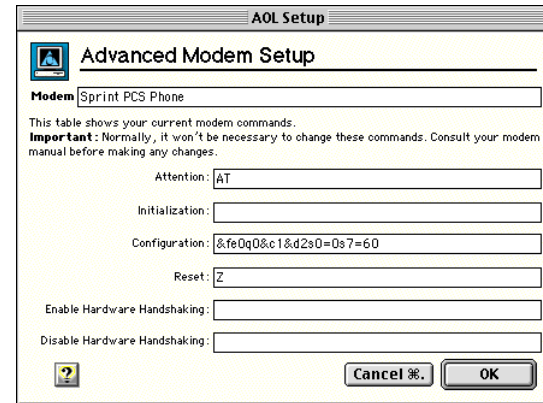 AOL Setup
Advanced Modem Setup
Modem Sprint PCS Phone
This table shows your current modem commands.
Important: Normally, it won't be necessary to change these commands. Consult your modem
manual before making any changes.
Attention: AT
Initialization:
Configuration: &fe0q0&c1&d2s0=0s7=60
Reset: Z
Enable Hardware Handshaking:
Disable Hardware Handshaking:
? Cancel ⌘. OK